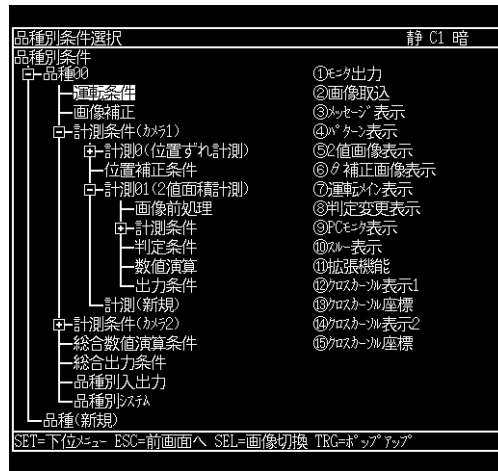 品種別条件選択 静 C1 暗
品種別条件
品種00
運転条件
画像補正
計測条件(ｶﾒﾗ1)
計測0(位置ずれ計測)
位置補正条件
計測01(2値面積計測)
画像前処理
計測条件
判定条件
数値演算
出力条件
計測(新規)
計測条件(ｶﾒﾗ2)
総合数値演算条件
総合出力条件
品種別入出力
品種別ｼｽﾃﾑ
品種(新規)
①ﾓﾆﾀ出力
②画像取込
③ﾒｯｾｰｼﾞ表示
④ﾊﾟﾀｰﾝ表示
⑤2値画像表示
⑥θ補正画像表示
⑦運転ﾒｲﾝ表示
⑧判定変更表示
⑨PCﾓﾆﾀ表示
⑩ｽﾙｰ表示
⑪拡張機能
⑫ｸﾛｽｶｰｿﾙ表示1
⑬ｸﾛｽｶｰｿﾙ座標
⑭ｸﾛｽｶｰｿﾙ表示2
⑮ｸﾛｽｶｰｿﾙ座標
SET=下位ﾒﾆｭｰ ESC=前画面へ SEL=画像切換 TRG=ﾎﾟｯﾌﾟｱｯﾌﾟ